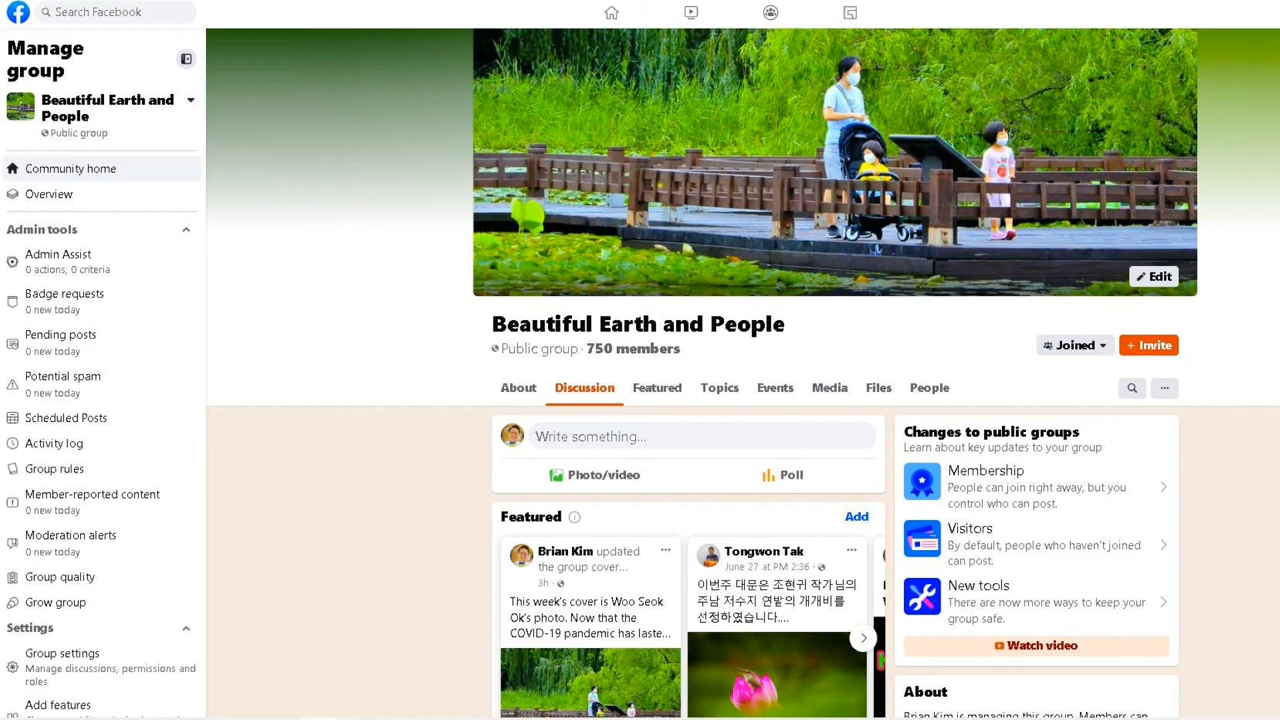 Search Facebook
Manage
group
Beautiful Earth and
People
Public group
Community home
Overview
Admin tools
Admin Assist
0 actions, 0 criteria
Badge requests
0 new today
Pending posts
0 new today
Potential spam
0 new today
Scheduled Posts
Activity log
Group rules
Member-reported content
0 new today
Moderation alerts
0 new today
Group quality
Grow group
Settings
Group settings
Manage discussions, permissions and
roles
Add features
Edit
Beautiful Earth and People
Public group · 750 members
Joined
+ Invite
About Discussion Featured Topics Events Media Files People
Write something...
Photo/video Poll
Featured Add
Brian Kim updated
the group cover...
3h ·
This week's cover is Woo Seok
Ok's photo. Now that the
COVID-19 pandemic has laste...
Tongwon Tak
June 27 at PM 2:36 ·
이번주 대문은 조현귀 작가님의
주남 저수지 연밭의 개개비를
선정하였습니다....
Changes to public groups
Learn about key updates to your group
Membership
People can join right away, but you
control who can post.
Visitors
By default, people who haven't joined
can post.
New tools
There are now more ways to keep your
group safe.
Watch video
About
Brian Kim is managing this group. Members can